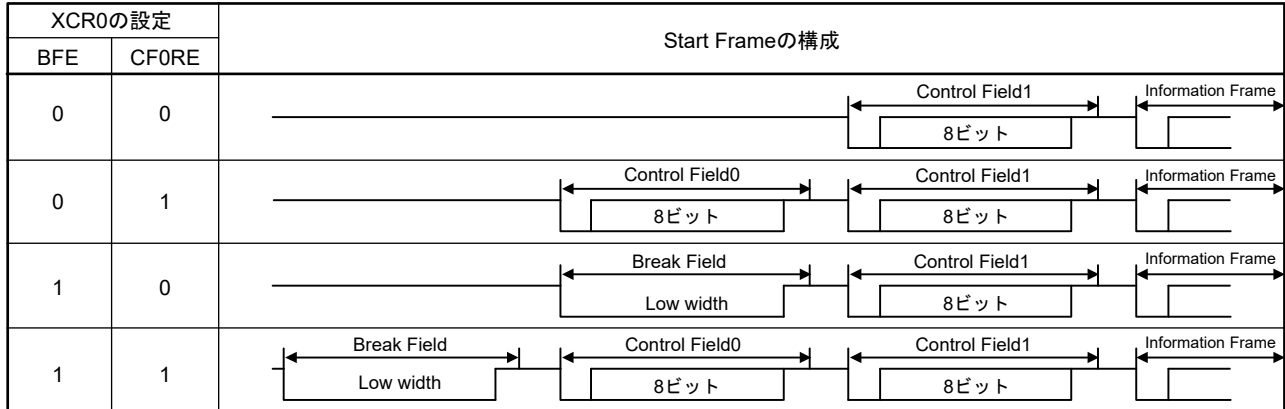 XCR0の設定
Start Frameの構成
BFE
CF0RE
0
0
Control Field1
Information Frame
8ビット
0
1
Control Field0
Control Field1
Information Frame
8ビット
8ビット
1
0
Break Field
Control Field1
Information Frame
Low width
8ビット
1
1
Break Field
Control Field0
Control Field1
Information Frame
Low width
8ビット
8ビット